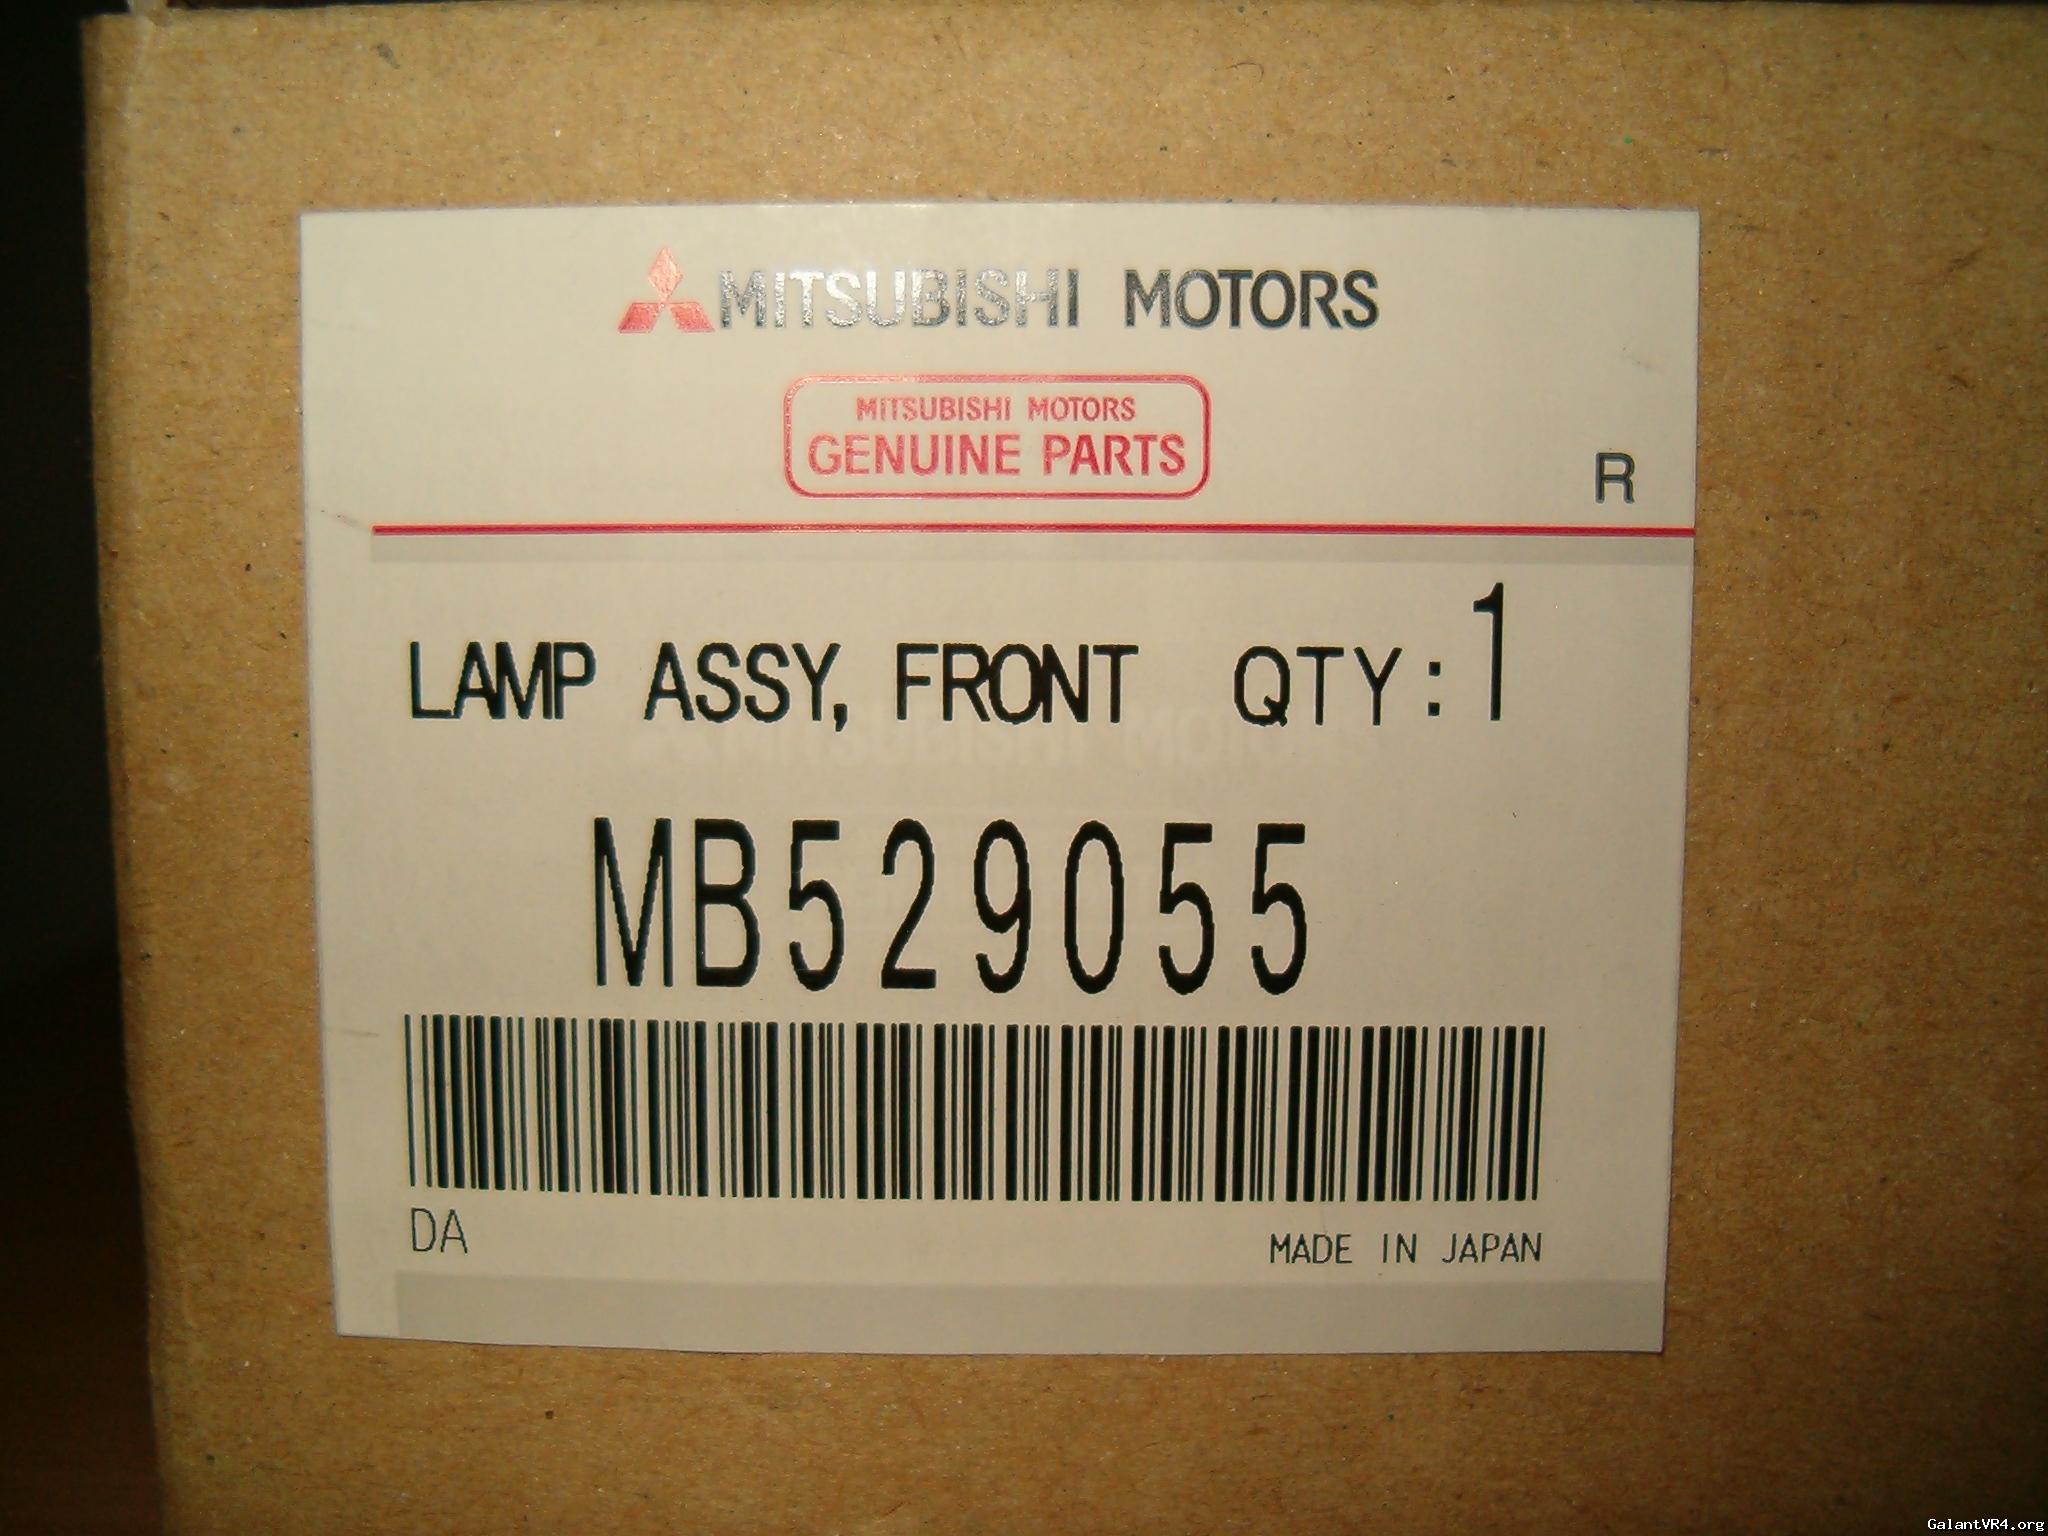 MITSUBISHI MOTORS
MITSUBISHI MOTORS
GENUINE PARTS
R
LAMP ASSY, FRONT QTY:1
MB529055
DA
MADE IN JAPAN
GalantVR4.org